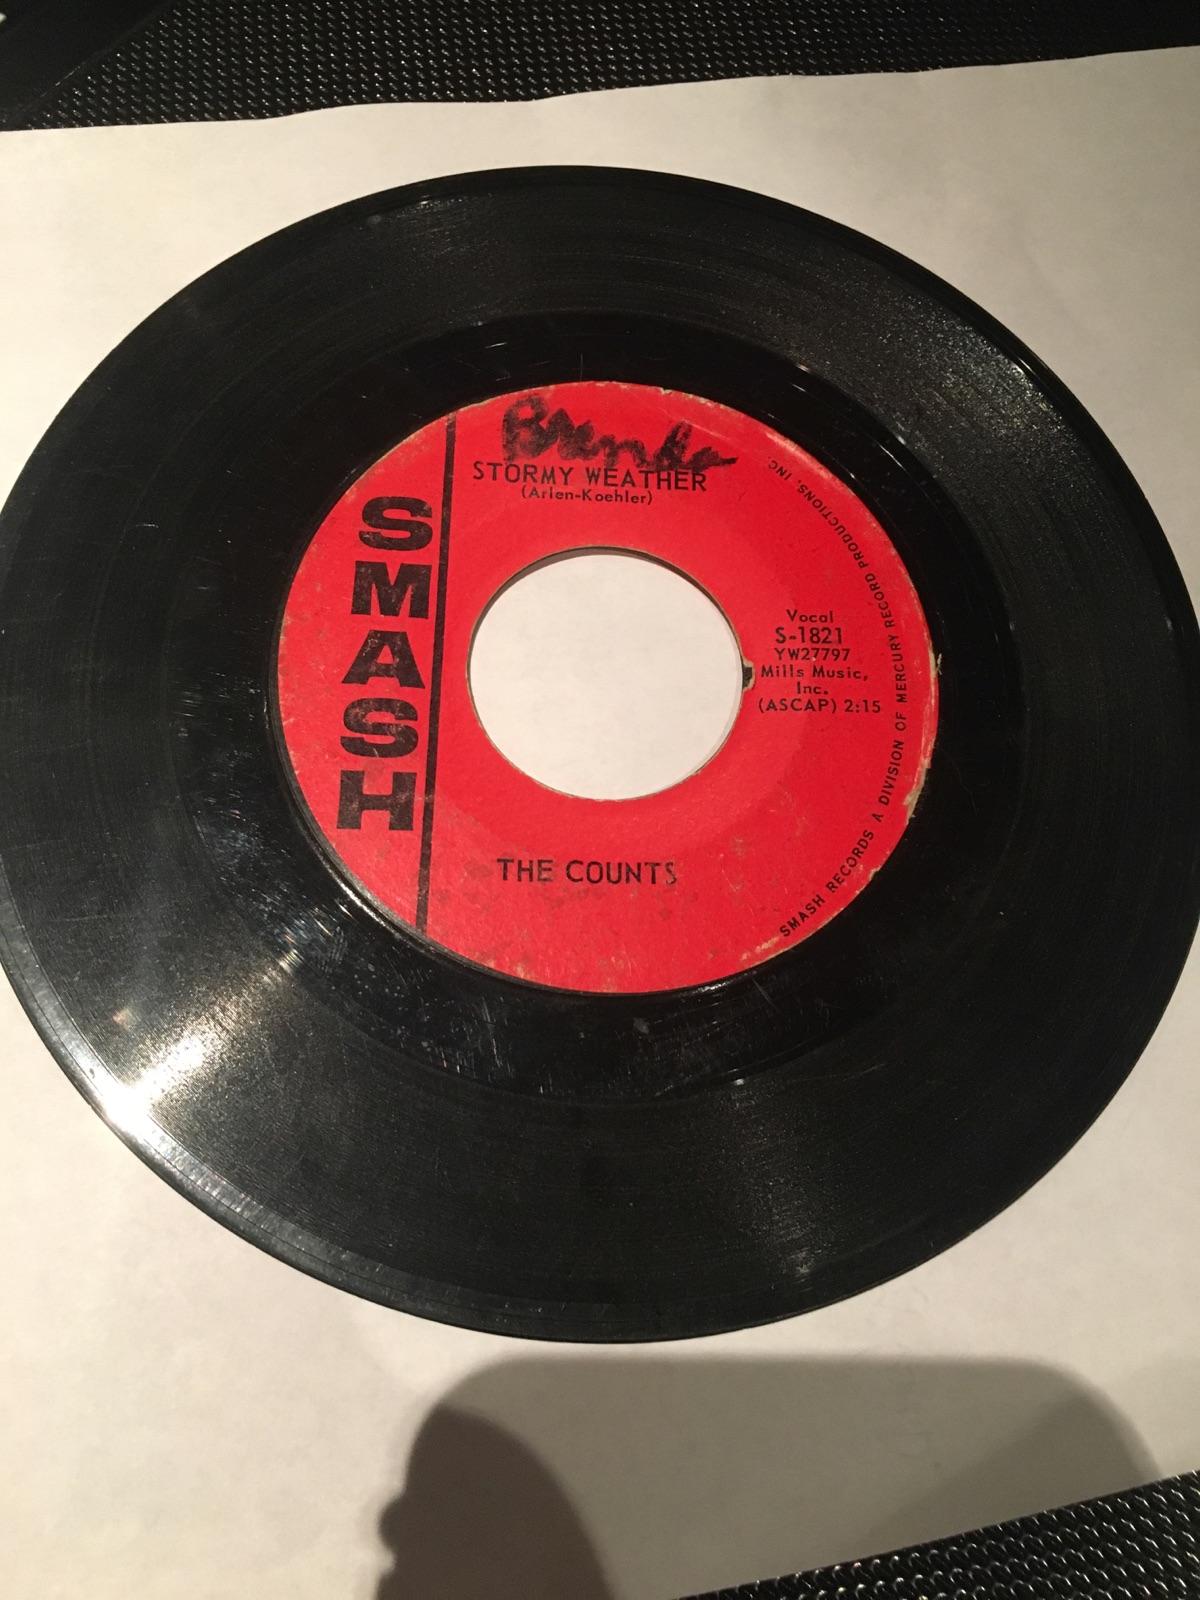 Brenda
STORMY WEATHER
(Arlen-Koehler)
SMASH
Vocal
S-1821
YW27797
Mills Music,
Inc.
(ASCAP) 2:15
THE COUNTS
SMASH RECORDS A DIVISION OF MERCURY RECORD PRODUCTIONS, INC.